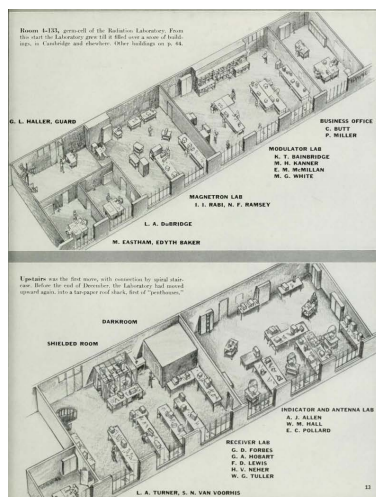 Room 4-133, germ-cell of the Radiation Laboratory. From
this start the Laboratory grew till it filled over a score of build-
ings, in Cambridge and elsewhere. Other buildings on p. 64.
G. L. HALLER, GUARD
BUSINESS OFFICE
C. BUTT
P. MILLER
MODULATOR LAB
K. T. BAINBRIDGE
M. H. KANNER
E. M. McMILLAN
M. G. WHITE
MAGNETRON LAB
I. I. RABI, N. F. RAMSEY
L. A. DuBRIDGE
M. EASTHAM, EDYTH BAKER
Upstairs was the first move, with connection by spiral stair-
case. Before the end of December, the Laboratory had moved
upward again, into a tar-paper roof shack, first of "penthouses."
DARKROOM
SHIELDED ROOM
INDICATOR AND ANTENNA LAB
A. J. ALLEN
W. M. HALL
E. C. POLLARD
RECEIVER LAB
G. D. FORBES
G. A. HOBART
F. D. LEWIS
H. V. NEHER
W. G. TULLER
L. A. TURNER, S. N. VAN VOORHIS